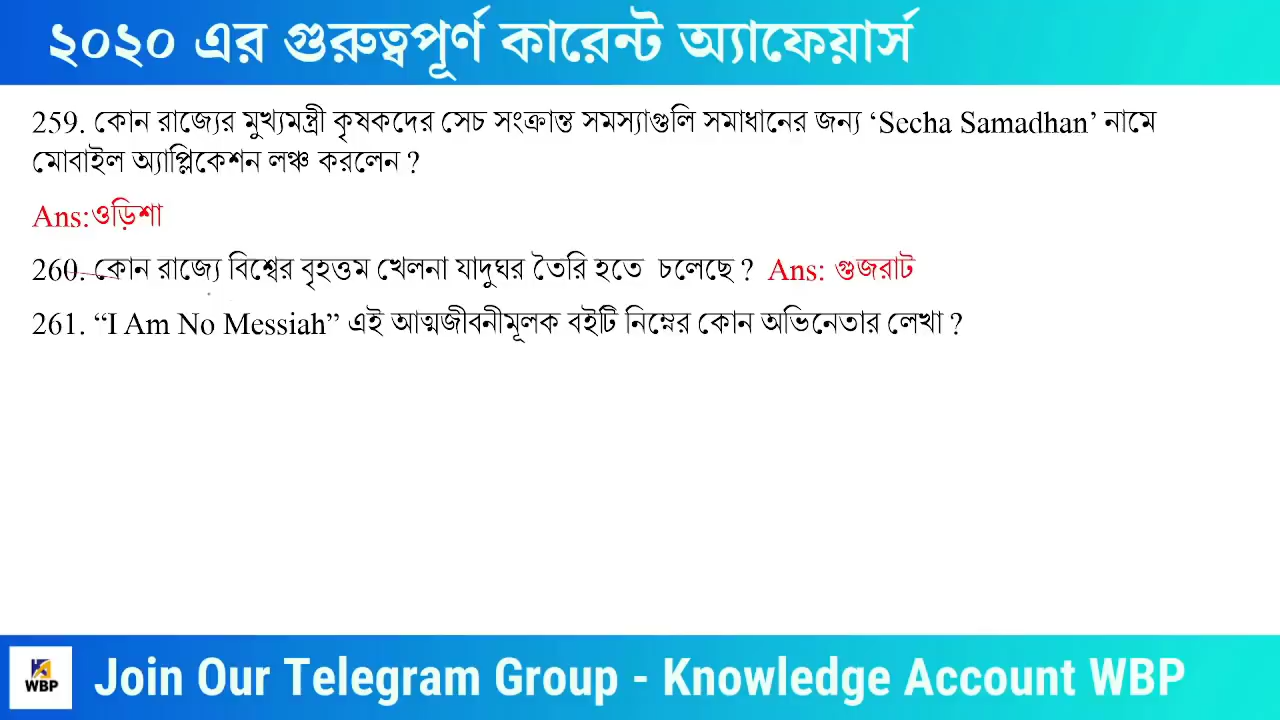 ২০২০ এর গুরুত্বপূর্ণ কারেন্ট অ্যাফেয়ার্স
259. কোন রাজ্যের মুখ্যমন্ত্রী কৃষকদের সেচ সংক্রান্ত সমস্যাগুলি সমাধানের জন্য ‘Secha Samadhan’ নামে
মোবাইল অ্যাপ্লিকেশন লঞ্চ করলেন ?
Ans:ওড়িশা
260. কোন রাজ্যে বিশ্বের বৃহত্তম খেলনা যাদুঘর তৈরি হতে চলেছে ? Ans: গুজরাট
261. “I Am No Messiah” এই আত্মজীবনীমূলক বইটি নিম্নের কোন অভিনেতার লেখা ?
WBP
Join Our Telegram Group - Knowledge Account WBP